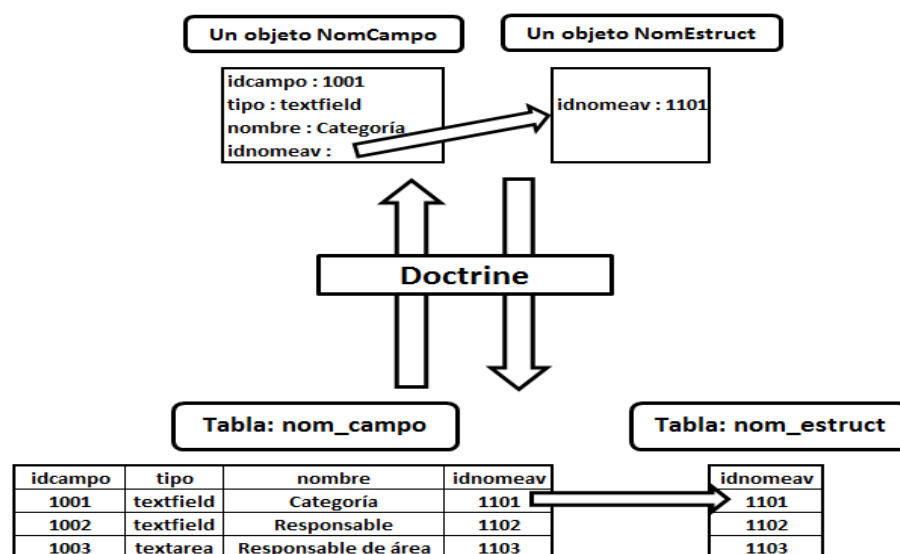 Un objeto NomCampo
Un objeto NomEstruct
idcampo : 1001
tipo : textfield
nombre : Categoría
idnomeav :
idnomeav : 1101
Doctrine
Tabla: nom_campo
Tabla: nom_estruct
idcampo tipo nombre idnomeav idnomeav
1001 textfield Categoría 1101 1101
1002 textfield Responsable 1102 1102
1003 textarea Responsable de área 1103 1103